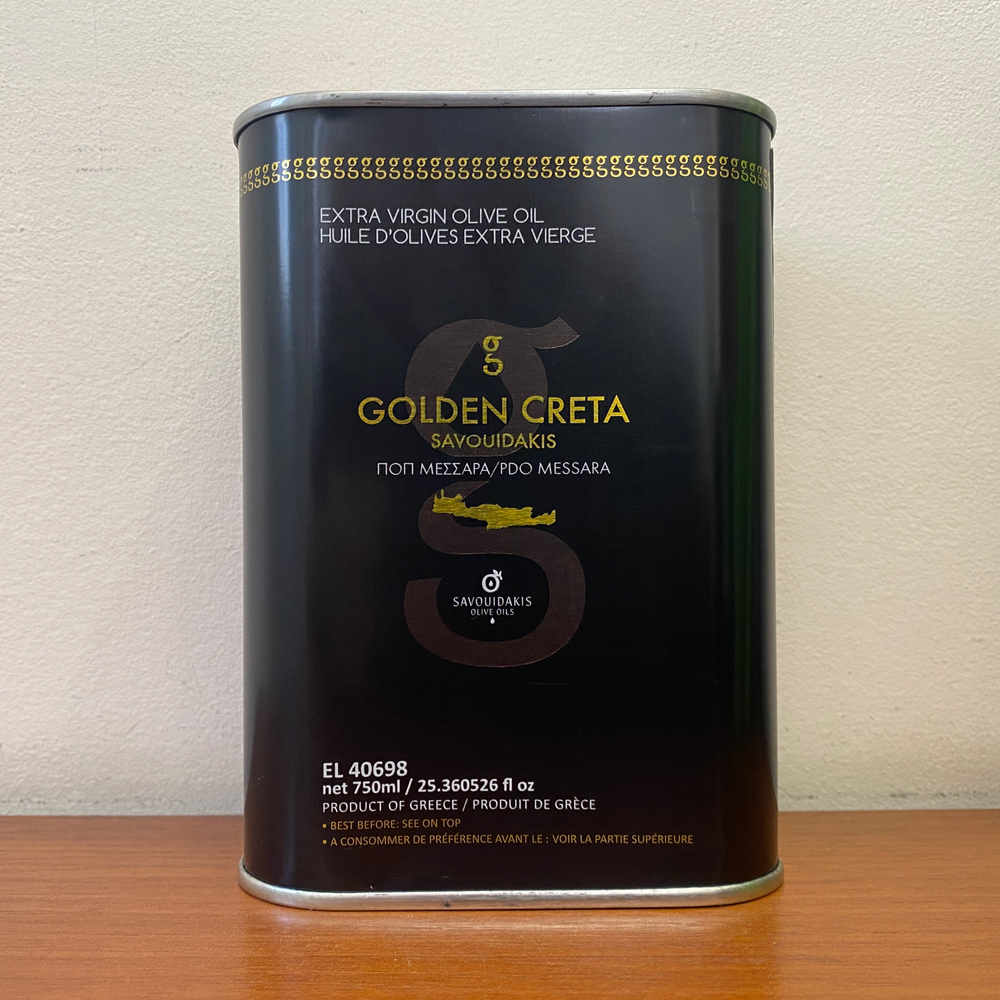 EXTRA VIRGIN OLIVE OIL
HUILE D'OLIVES EXTRA VIERGE
g
GOLDEN CRETA
SAVOUIDAKIS
ΠΟΠ ΜΕΣΣΑΡΑ/PDO MESSARA
SAVOUIDAKIS
OLIVE OILS
EL 40698
net 750ml / 25.360526 fl oz
PRODUCT OF GREECE / PRODUIT DE GRÈCE
• BEST BEFORE: SEE ON TOP
• A CONSOMMER DE PRÉFÉRENCE AVANT LE : VOIR LA PARTIE SUPÉRIEURE